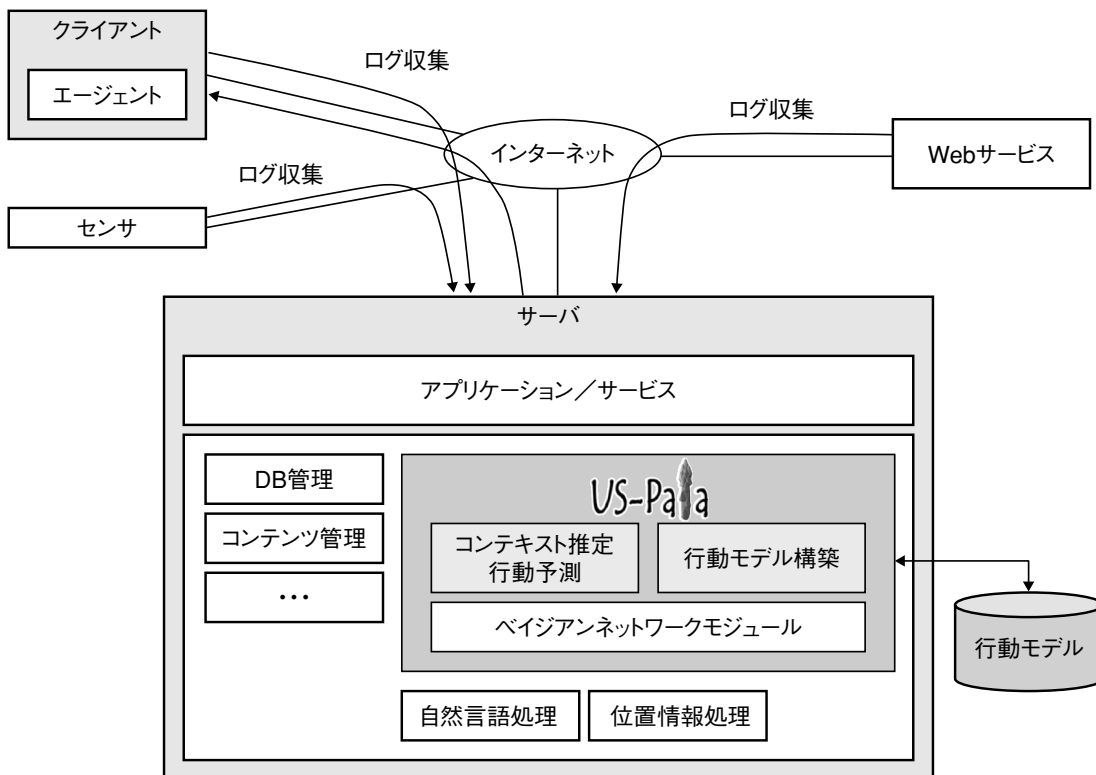 クライアント
エージェント
ログ収集
ログ収集
インターネット
Webサービス
ログ収集
センサ
サーバ
アプリケーション／サービス
DB管理
コンテンツ管理
…
US-Paia
コンテキスト推定
行動予測
行動モデル構築
ベイジアンネットワークモジュール
行動モデル
自然言語処理
位置情報処理